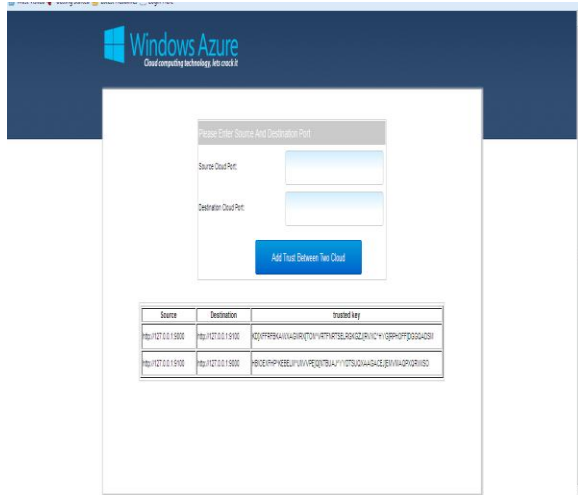 Windows Azure
Cloud computing technology, lets crack it
Please Enter Source And Destination Port
Source Cloud Port:
Destination Cloud Port:
Add Trust Between Two Cloud
Source Destination trusted key
http://127.0.0.1:9000 http://127.0.0.1:9100
http://127.0.0.1:9100 http://127.0.0.1:9000